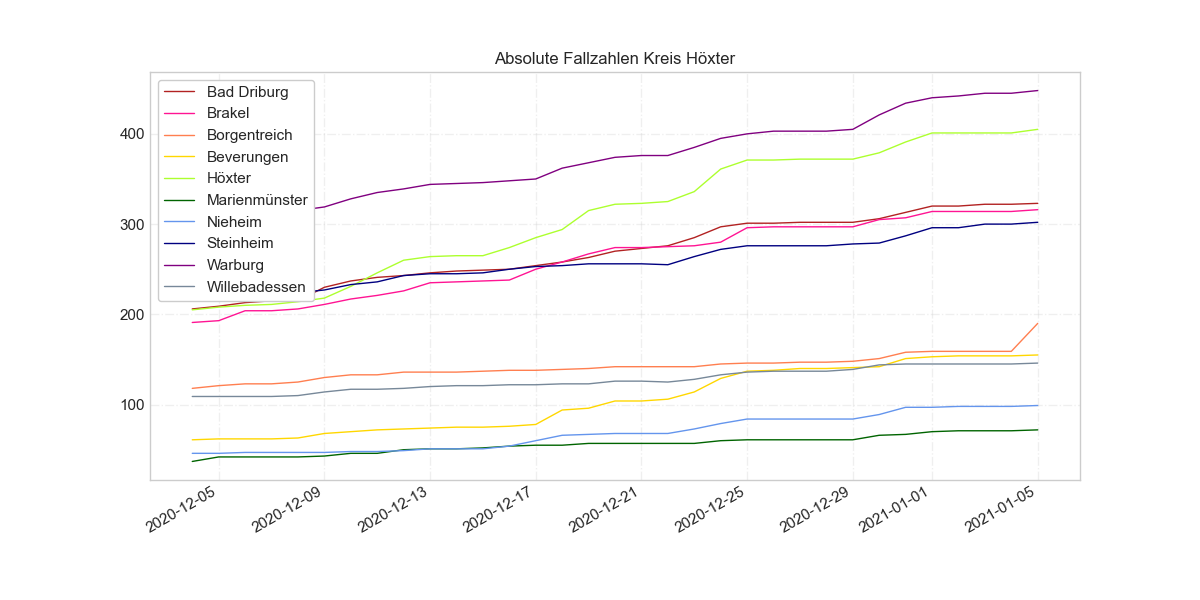 Absolute Fallzahlen Kreis Höxter
Bad Driburg
Brakel
Borgentreich
Beverungen
Höxter
Marienmünster
Nieheim
Steinheim
Warburg
Willebadessen
400
300
200
100
2020-12-05
2020-12-09
2020-12-13
2020-12-17
2020-12-21
2020-12-25
2020-12-29
2021-01-01
2021-01-05